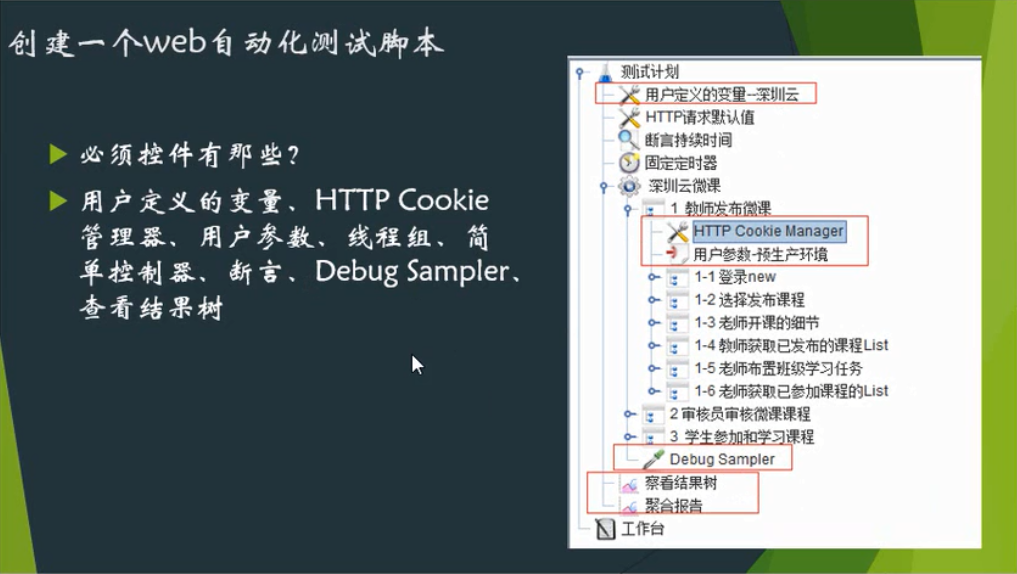 创建一个web自动化测试脚本
必须控件有那些?
用户定义的变量、HTTP Cookie
管理器、用户参数、线程组、简
单控制器、断言、Debug Sampler、
查看结果树
测试计划
用户定义的变量--深圳云
HTTP请求默认值
断言持续时间
固定定时器
深圳云微课
1 教师发布微课
HTTP Cookie Manager
用户参数-预生产环境
1-1 登录new
1-2 选择发布课程
1-3 老师开课的细节
1-4 教师获取已发布的课程List
1-5 老师布置班级学习任务
1-6 老师获取已参加课程的List
2 审核员审核微课课程
3 学生参加和学习课程
Debug Sampler
察看结果树
聚合报告
工作台